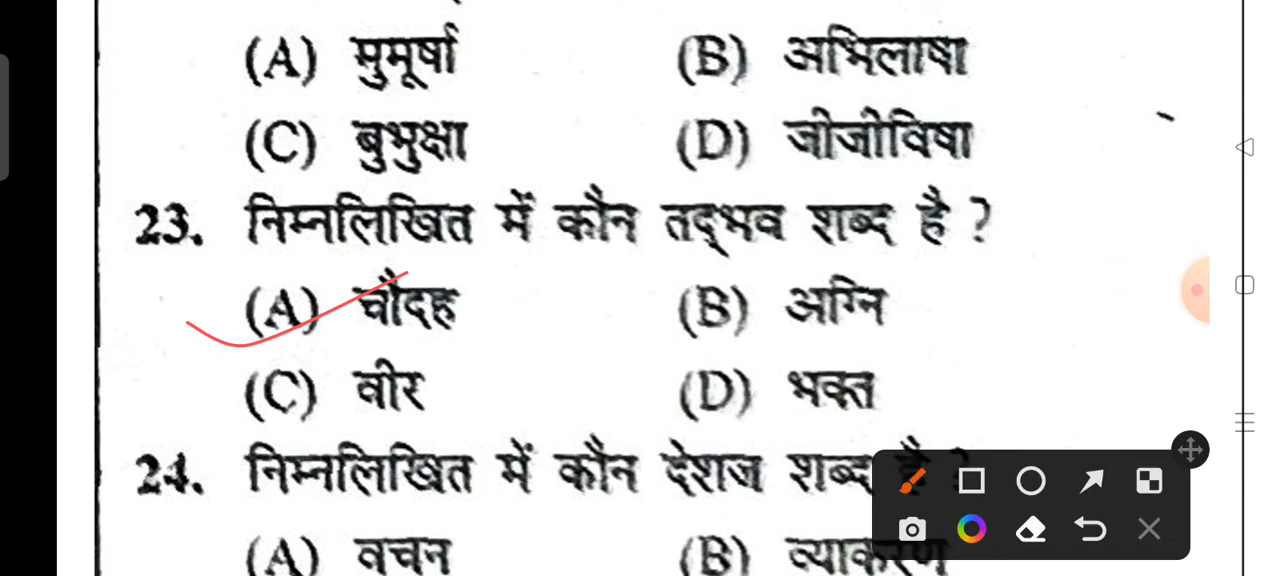 (A) मुमूर्षा (B) अभिलाषा
(C) बुभुक्षा (D) जीजीविषा
23. निम्नलिखित में कौन तद्भव शब्द है ?
(A) चौदह (B) अग्नि
(C) वीर (D) भक्त
24. निम्नलिखित में कौन देशज शब्द है ?
(A) वचन (B) व्याकरण